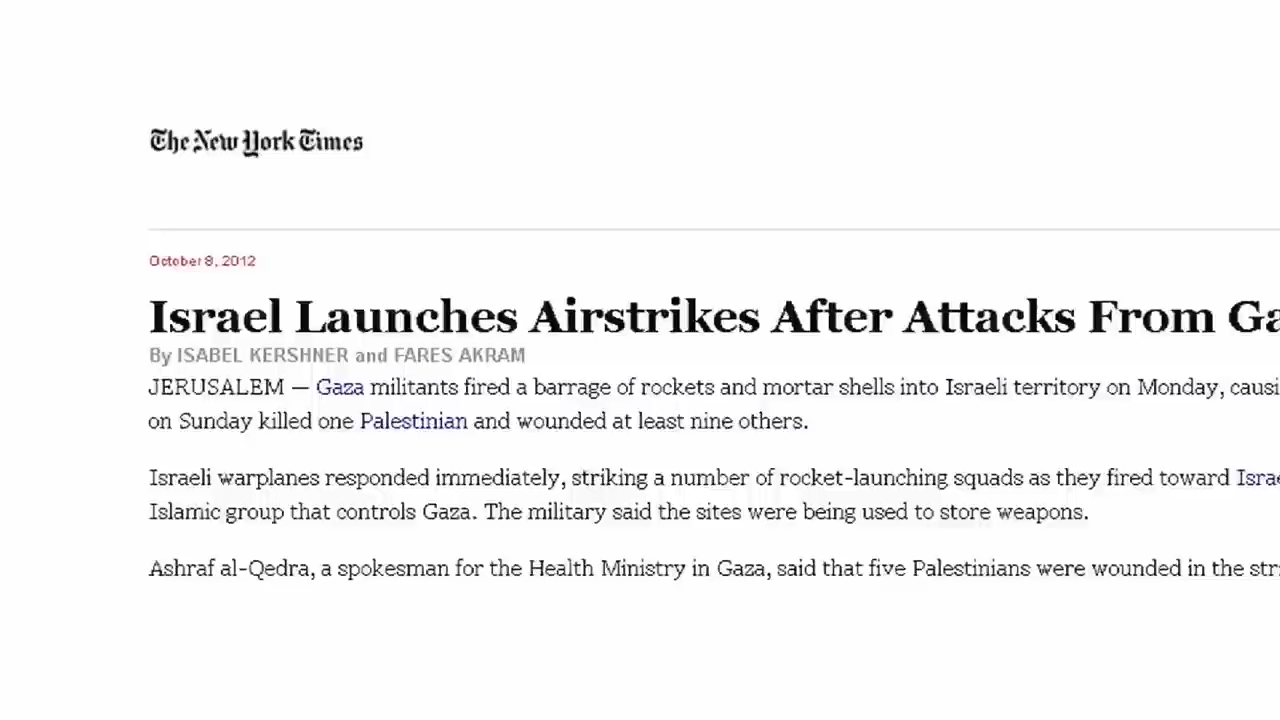 The New York Times
October 8, 2012
Israel Launches Airstrikes After Attacks From
By ISABEL KERSHNER and FARES AKRAM
JERUSALEM — Gaza militants fired a barrage of rockets and mortar shells into Israeli territory on Monday,
on Sunday killed one Palestinian and wounded at least nine others.
Israeli warplanes responded immediately, striking a number of rocket-launching squads as they fired toward
Islamic group that controls Gaza. The military said the sites were being used to store weapons.
Ashraf al-Qedra, a spokesman for the Health Ministry in Gaza, said that five Palestinians were wounded in the